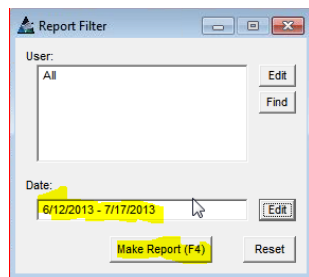 Report Filter
User:
All
Edit
Find
Date:
6/12/2013 - 7/17/2013
Edit
Make Report (F4)
Reset